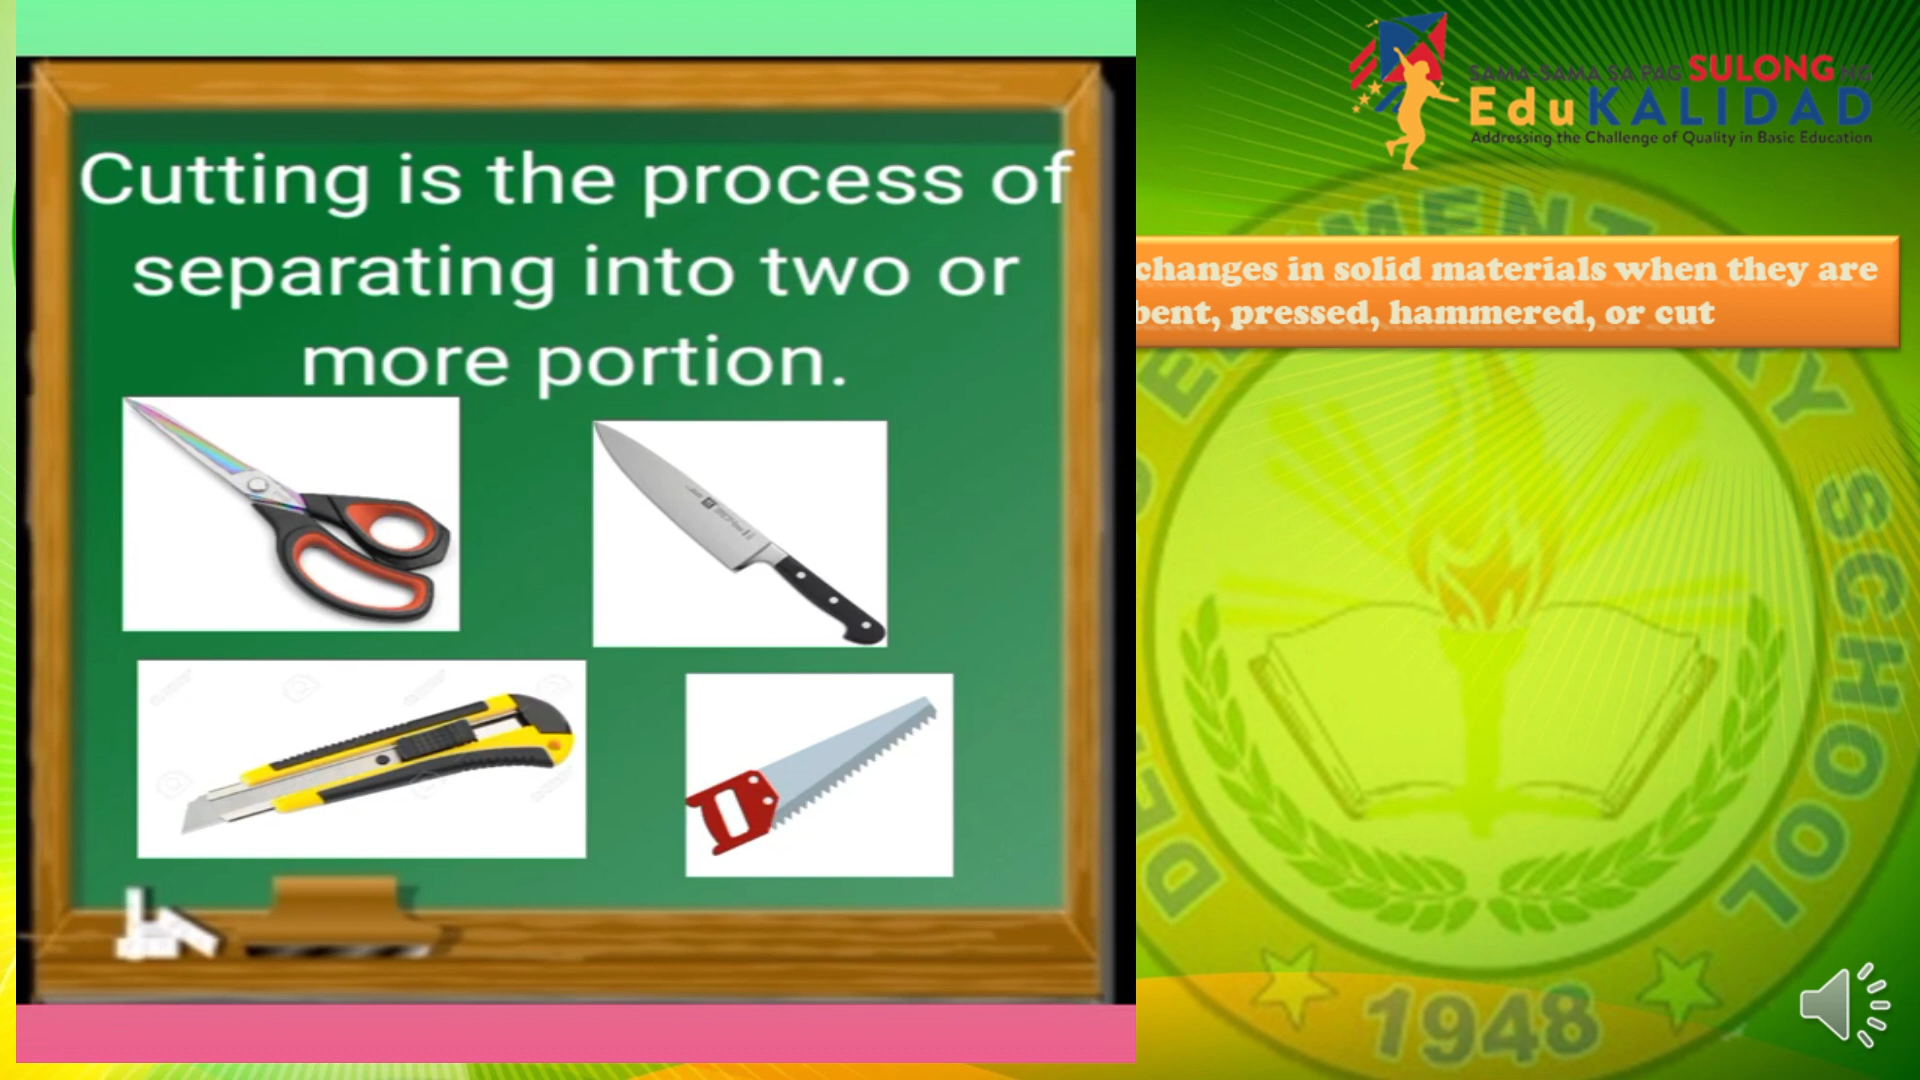 Cutting is the process of
separating into two or
more portion.
SAMA-SAMA SA PAG SULONG NG
EduKALIDAD
Addressing the Challenge of Quality in Basic Education
changes in solid materials when they are
bent, pressed, hammered, or cut
SCHOOL
1948